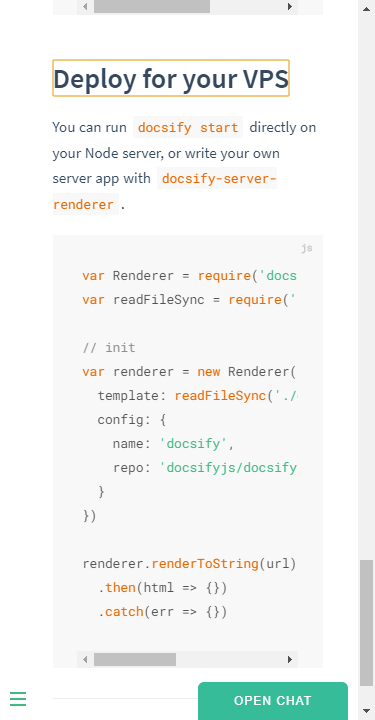 Deploy for your VPS
You can run docsify start directly on
your Node server, or write your own
server app with docsify-server-
renderer .
js
var Renderer = require('docs
var readFileSync = require('
// init
var renderer = new Renderer(
template: readFileSync('./
config: {
name: 'docsify',
repo: 'docsifyjs/docsify
}
})
renderer.renderToString(url)
.then(html => {})
.catch(err => {})
OPEN CHAT